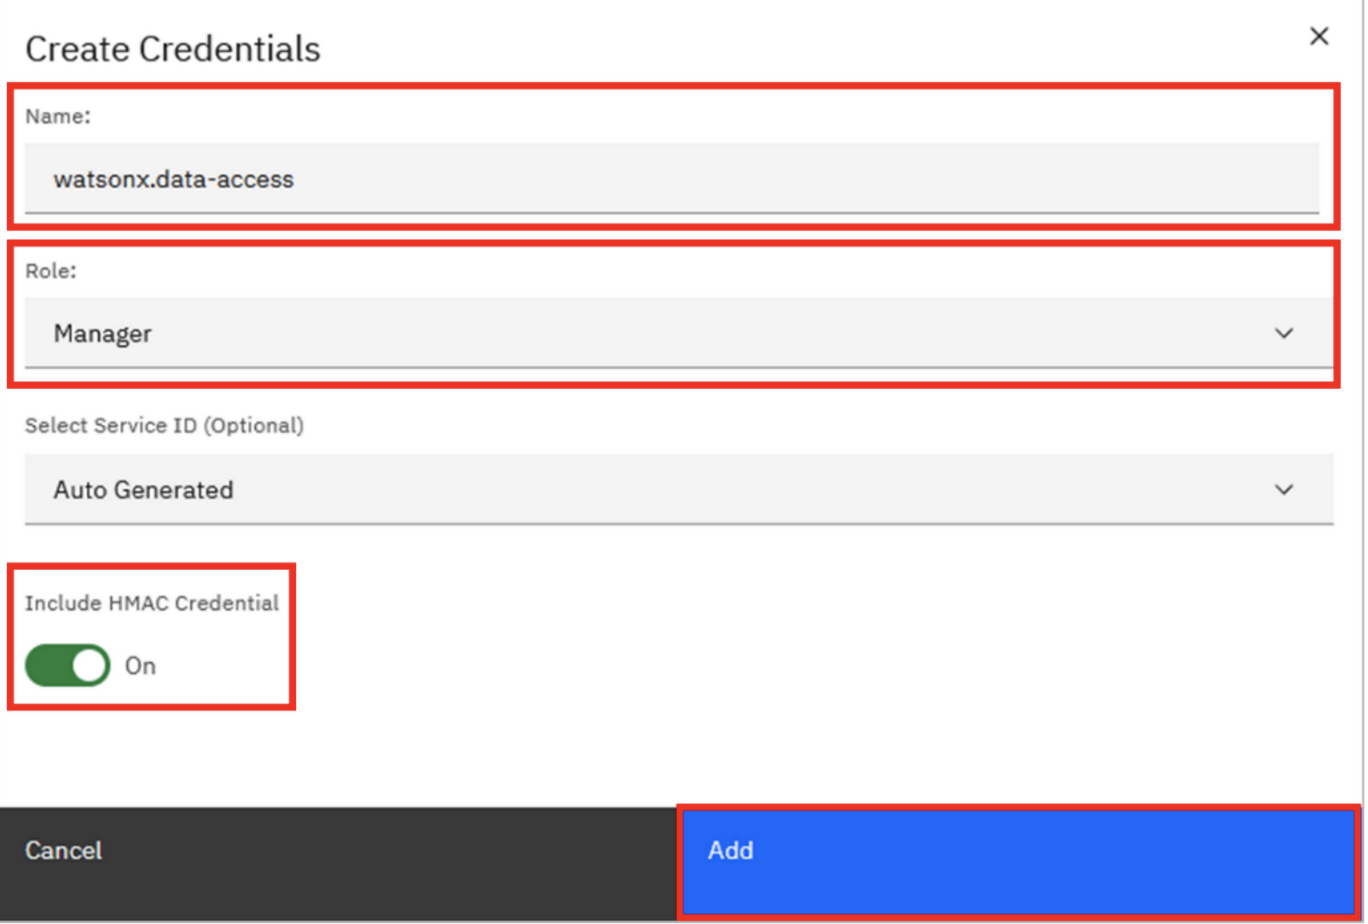 Create Credentials
Name:
watsonx.data-access
Role:
Manager
Select Service ID (Optional)
Auto Generated
Include HMAC Credential
On
Cancel
Add